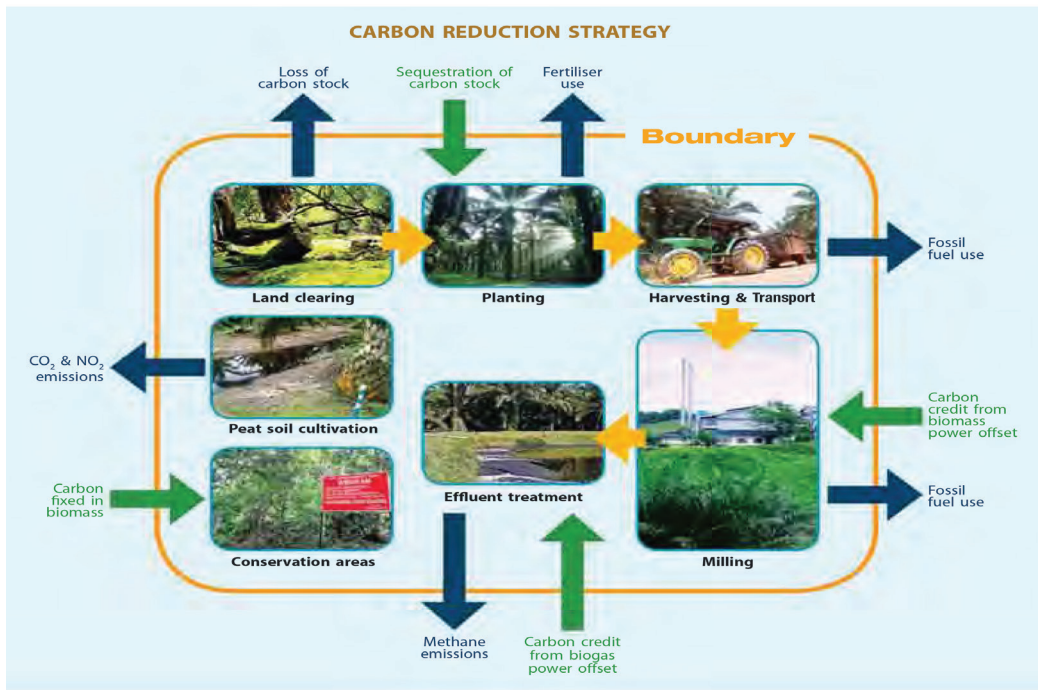 CARBON REDUCTION STRATEGY
Loss of
carbon stock
Sequestration of
carbon stock
Fertiliser
use
Boundary
Land clearing
Planting
Harvesting & Transport
Fossil
fuel use
CO₂ & NO₂
emissions
Peat soil cultivation
Carbon
credit from
biomass
power offset
Carbon
fixed in
biomass
Effluent treatment
Fossil
fuel use
Conservation areas
Milling
Methane
emissions
Carbon credit
from biogas
power offset